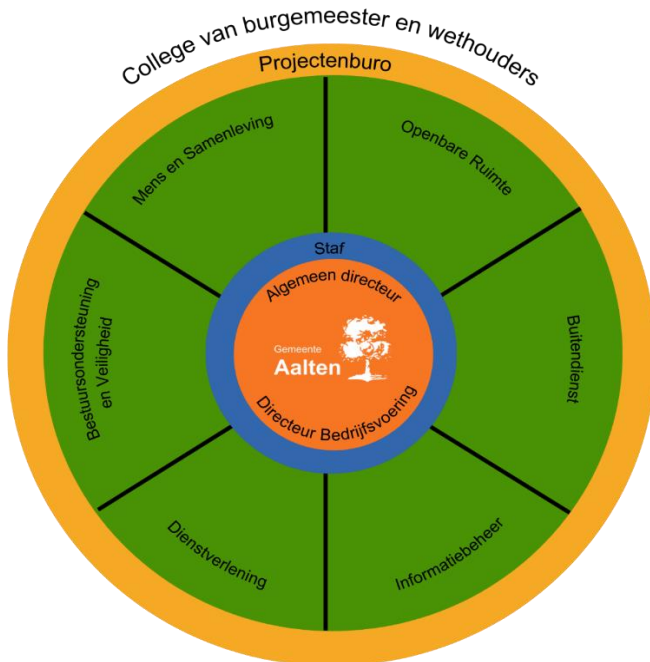 College van burgemeester en wethouders
Projectenburo
Mens en Samenleving
Openbare Ruimte
Staf
Algemeen directeur
Gemeente
Aalten
Directeur Bedrijfsvoering
Bestuursondersteuning
en Veiligheid
Buitendienst
Dienstverlening
Informatiebeheer